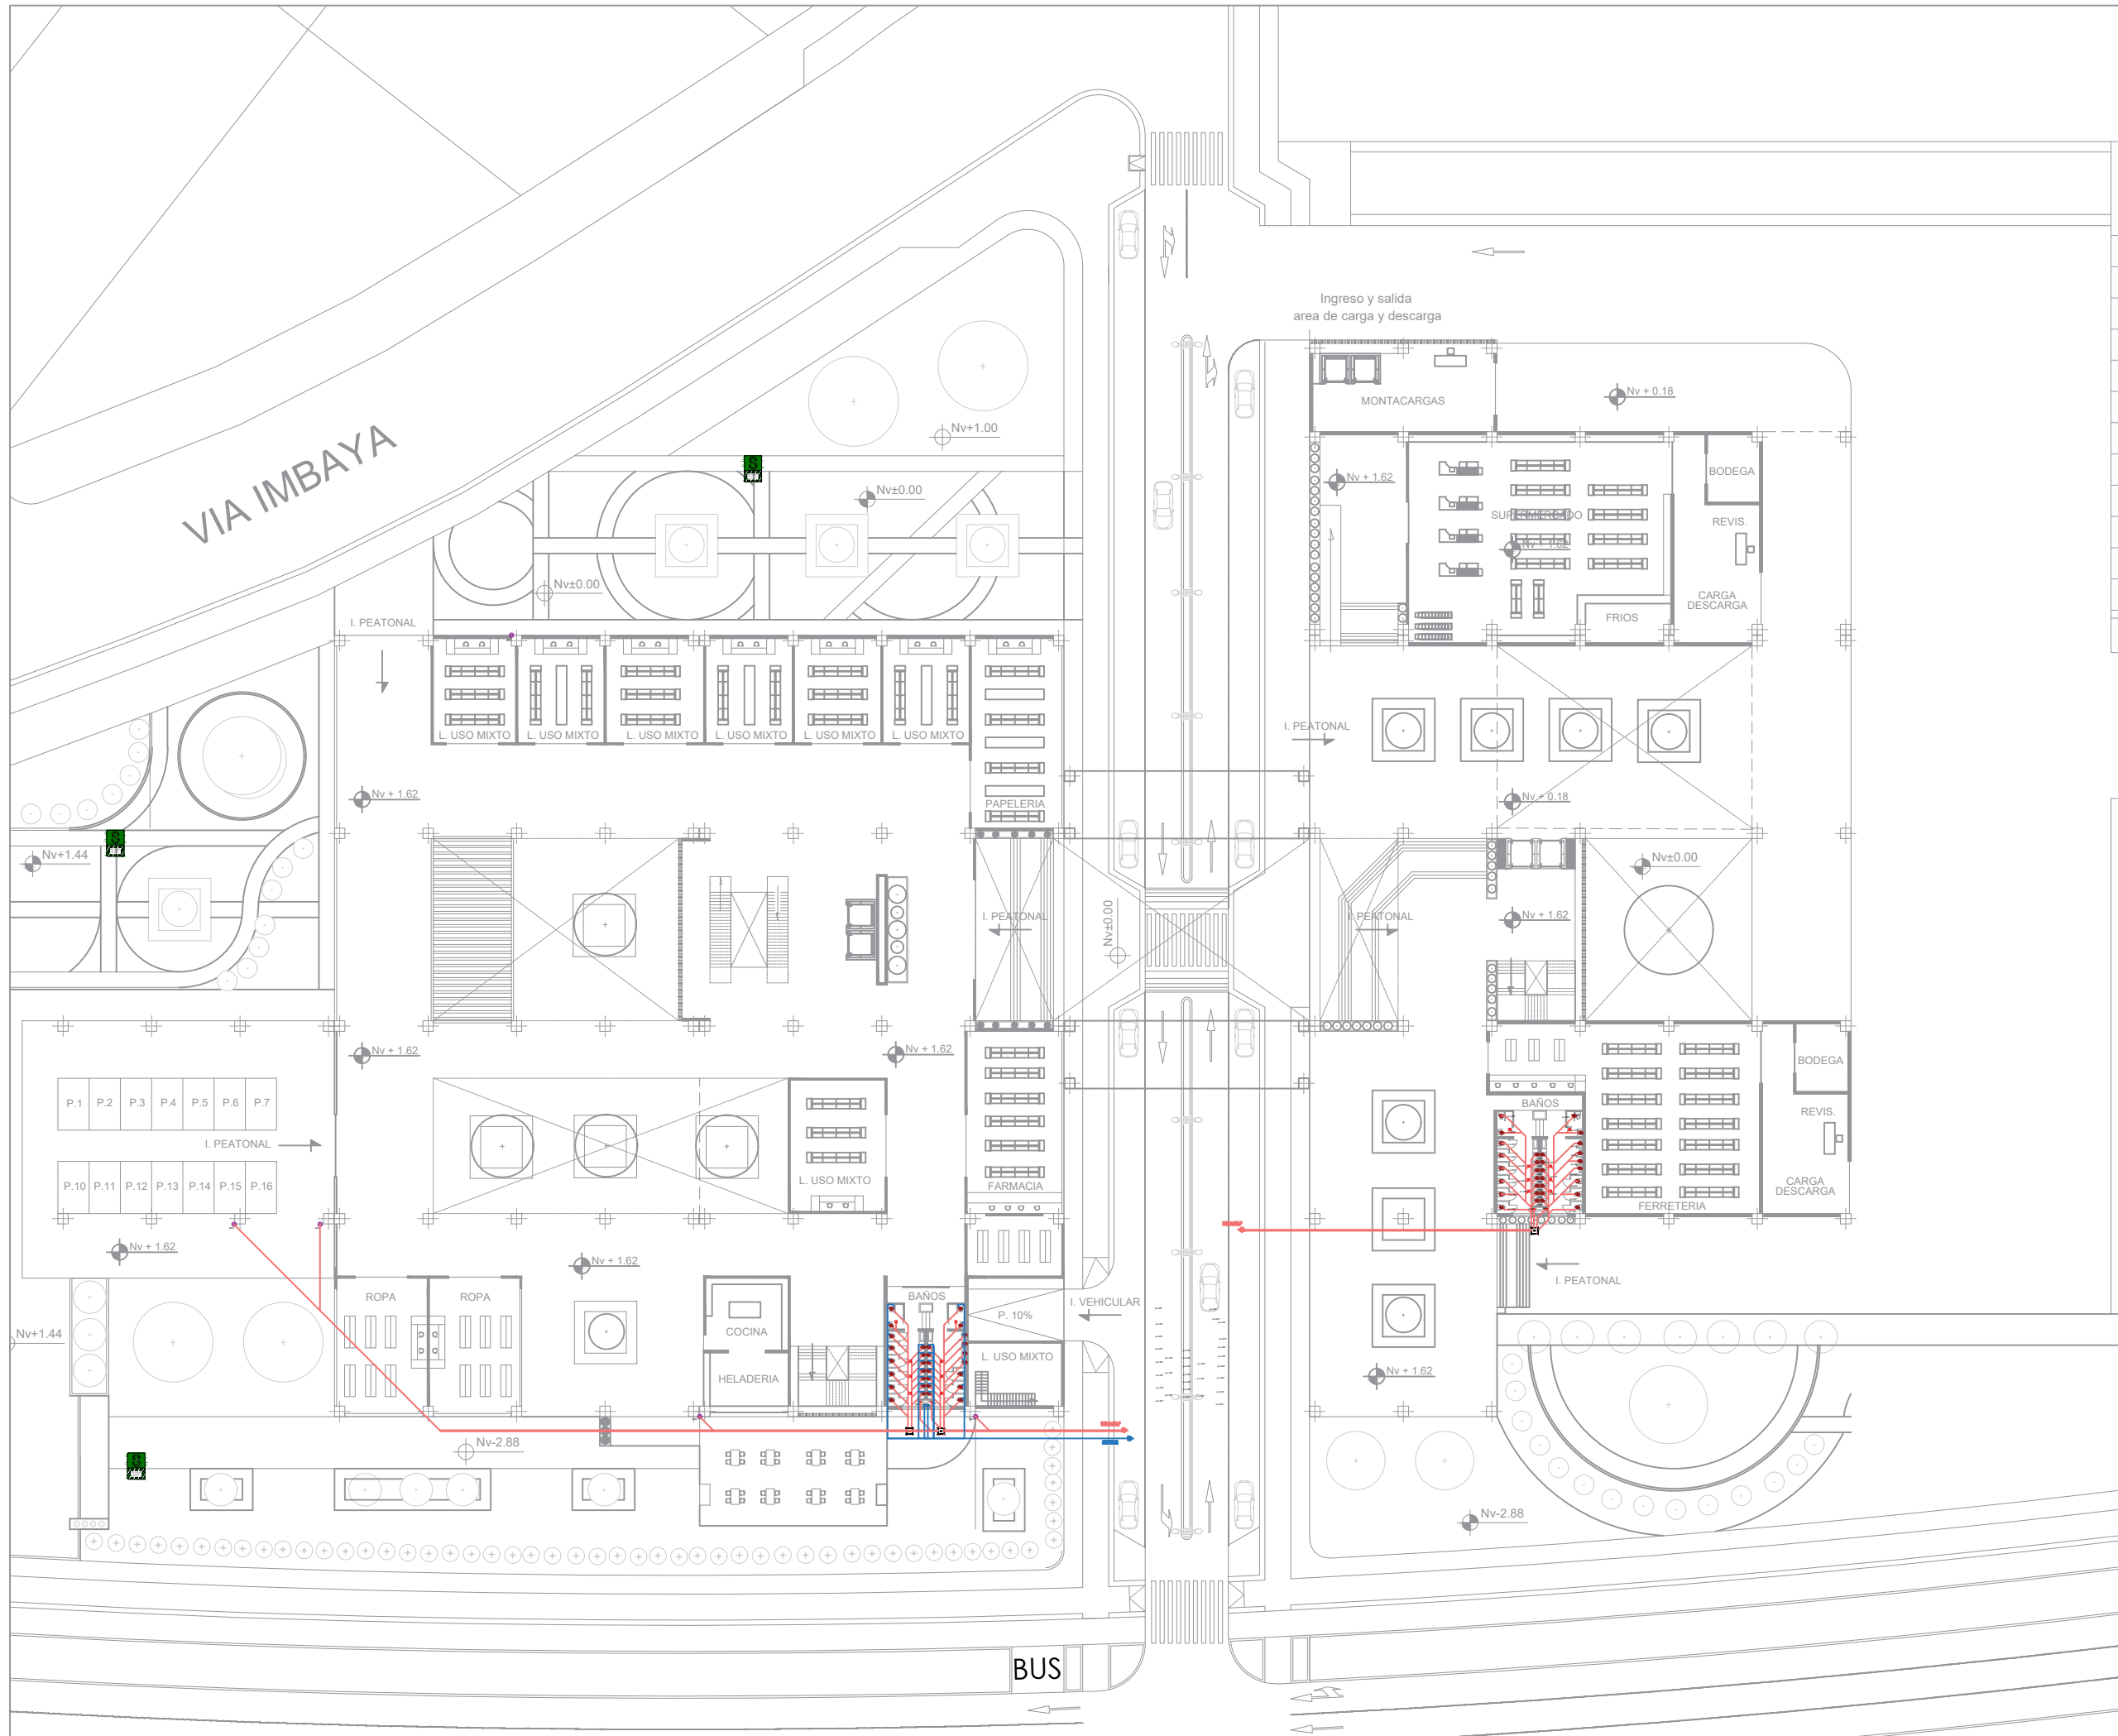 Ingreso y salida
area de carga y descarga
MONTACARGAS
Nv + 0.18
VIA IMBAYA
Nv+1.00
Nv±0.00
Nv + 1.62
BODEGA
SUPERMERCADO
REVIS.
Nv + 1.62
Nv±0.00
CARGA
DESCARGA
FRIOS
I. PEATONAL
L. USO MIXTO
L. USO MIXTO
L. USO MIXTO
L. USO MIXTO
L. USO MIXTO
L. USO MIXTO
I. PEATONAL
Nv + 1.62
PAPELERIA
Nv + 0.18
Nv+1.44
Nv±0.00
I. PEATONAL
Nv±0.00
I. PEATONAL
Nv + 1.62
Nv + 1.62
Nv + 1.62
BODEGA
P.1 P.2 P.3 P.4 P.5 P.6 P.7
BAÑOS
REVIS.
I. PEATONAL
P.10 P.11 P.12 P.13 P.14 P.15 P.16
L. USO MIXTO
FARMACIA
CARGA
DESCARGA
FERRETERIA
Nv + 1.62
Nv + 1.62
I. PEATONAL
ROPA
ROPA
BAÑOS
I. VEHICULAR
P. 10%
Nv+1.44
COCINA
L. USO MIXTO
HELADERIA
Nv + 1.62
Nv-2.88
Nv-2.88
BUS